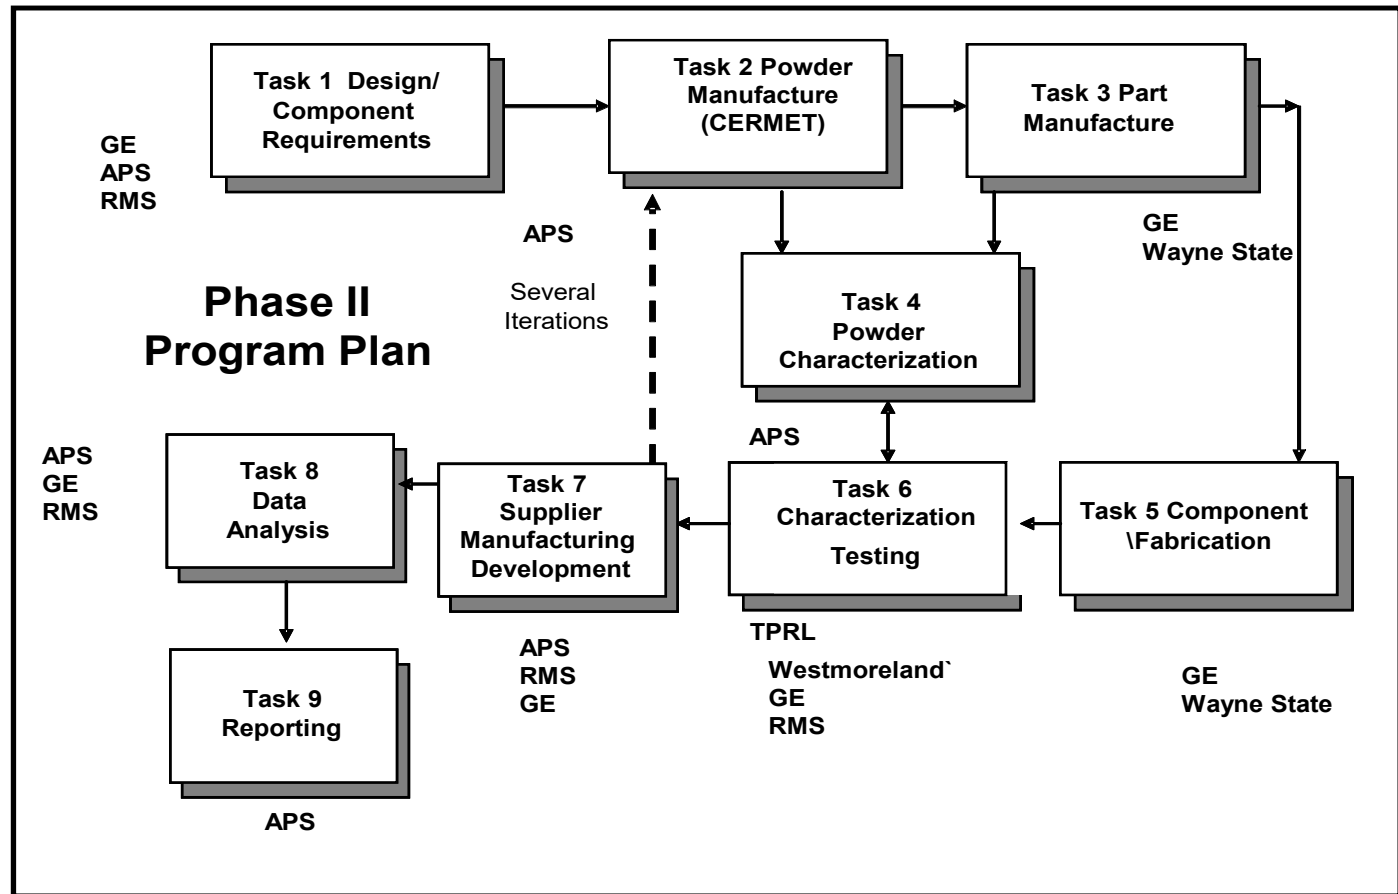 Task 1  Design/
Component
Requirements
Task 2 Powder
Manufacture
(CERMET)
Task 3 Part
Manufacture
GE
APS
RMS
APS
Several
Iterations
GE
Wayne State
Phase II
Program Plan
Task 4
Powder
Characterization
APS
APS
GE
RMS
Task 8
Data
Analysis
Task 7
Supplier
Manufacturing
Development
Task 6
Characterization
Testing
Task 5 Component
\Fabrication
APS
RMS
GE
TPRL
Westmoreland`
GE
RMS
GE
Wayne State
Task 9
Reporting
APS